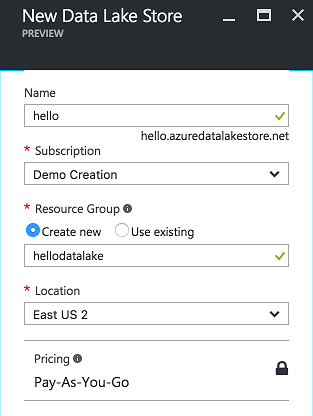 New Data Lake Store
PREVIEW
Name
hello
hello.azuredatalakestore.net
* Subscription
Demo Creation
* Resource Group
Create new Use existing
hellodatalake
* Location
East US 2
Pricing
Pay-As-You-Go